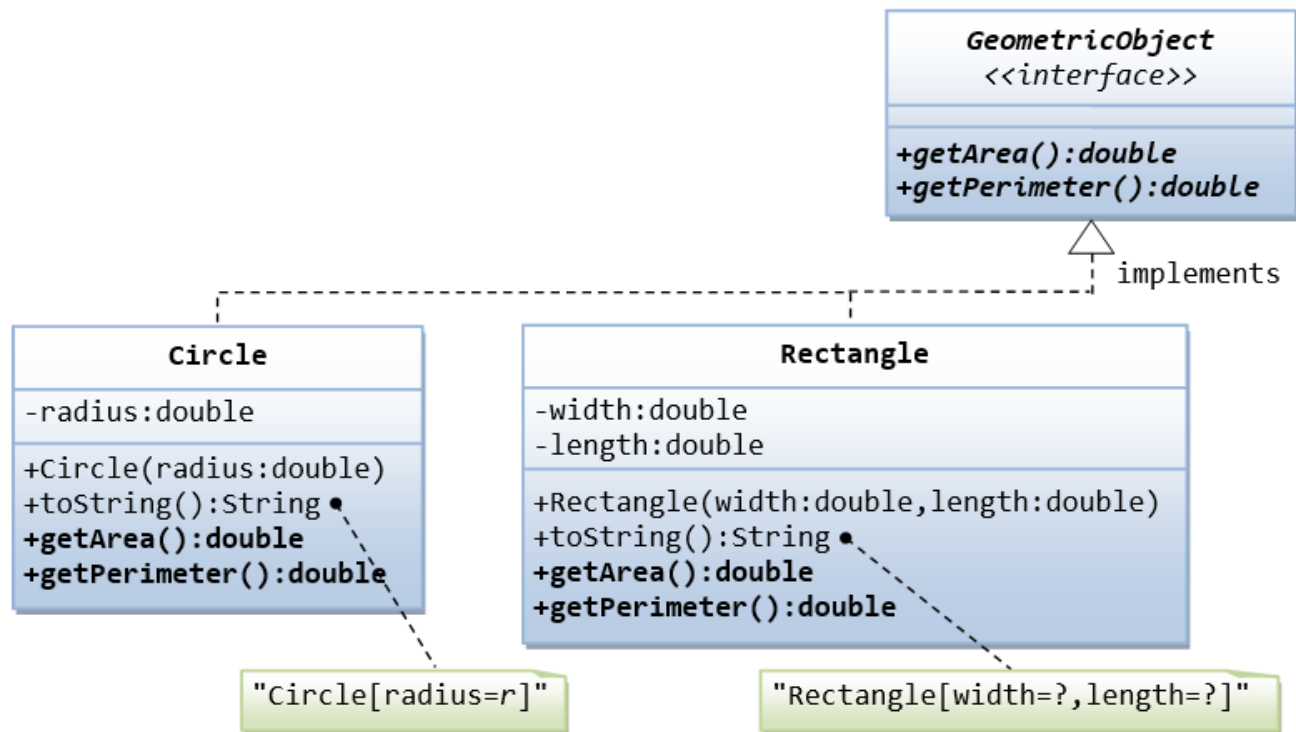 GeometricObject
<<interface>>
+getArea():double
+getPerimeter():double
implements
Circle
-radius:double
+Circle(radius:double)
+toString():String
+getArea():double
+getPerimeter():double
"Circle[radius=r]"
Rectangle
-width:double
-length:double
+Rectangle(width:double,length:double)
+toString():String
+getArea():double
+getPerimeter():double
"Rectangle[width=?,length=?]"